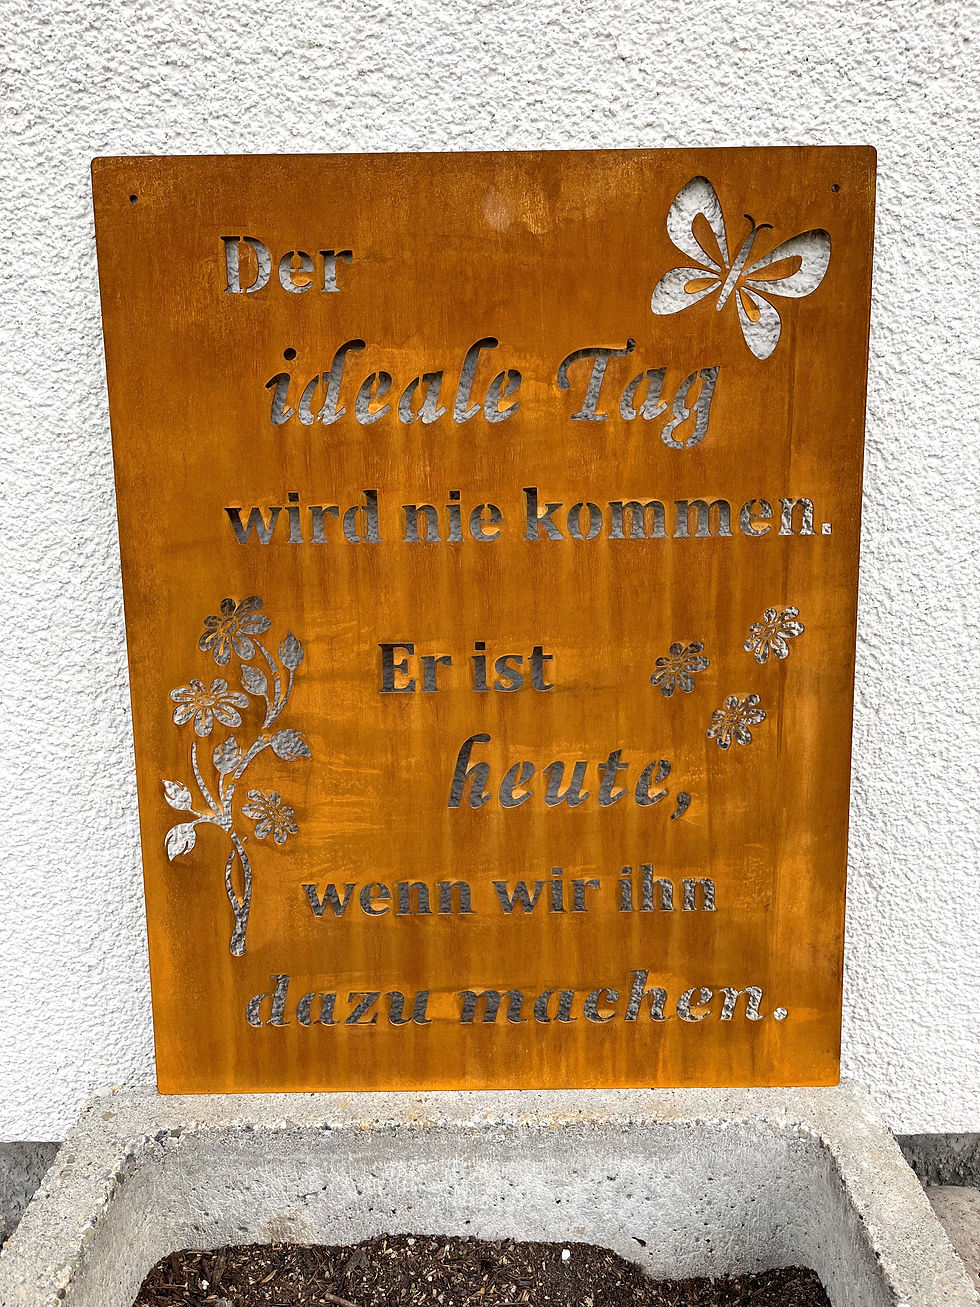 Der
ideale Tag
wird nie kommen.
Er ist
heute,
wenn wir ihn
dazu machen.